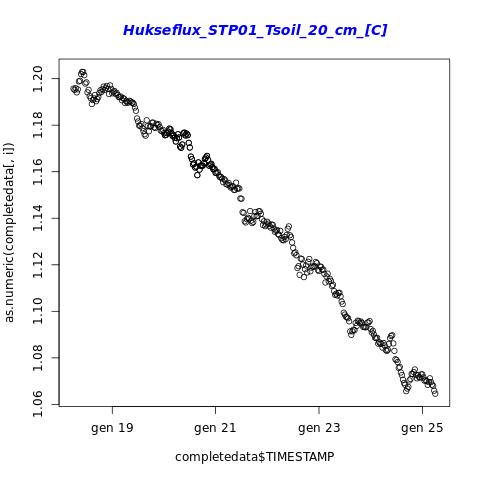 Hukseflux_STP01_Tsoil_20_cm_[C]
as.numeric(completedata[, i])
1.20
1.18
1.16
1.14
1.12
1.10
1.08
1.06
gen 19 gen 21 gen 23 gen 25
completedata$TIMESTAMP